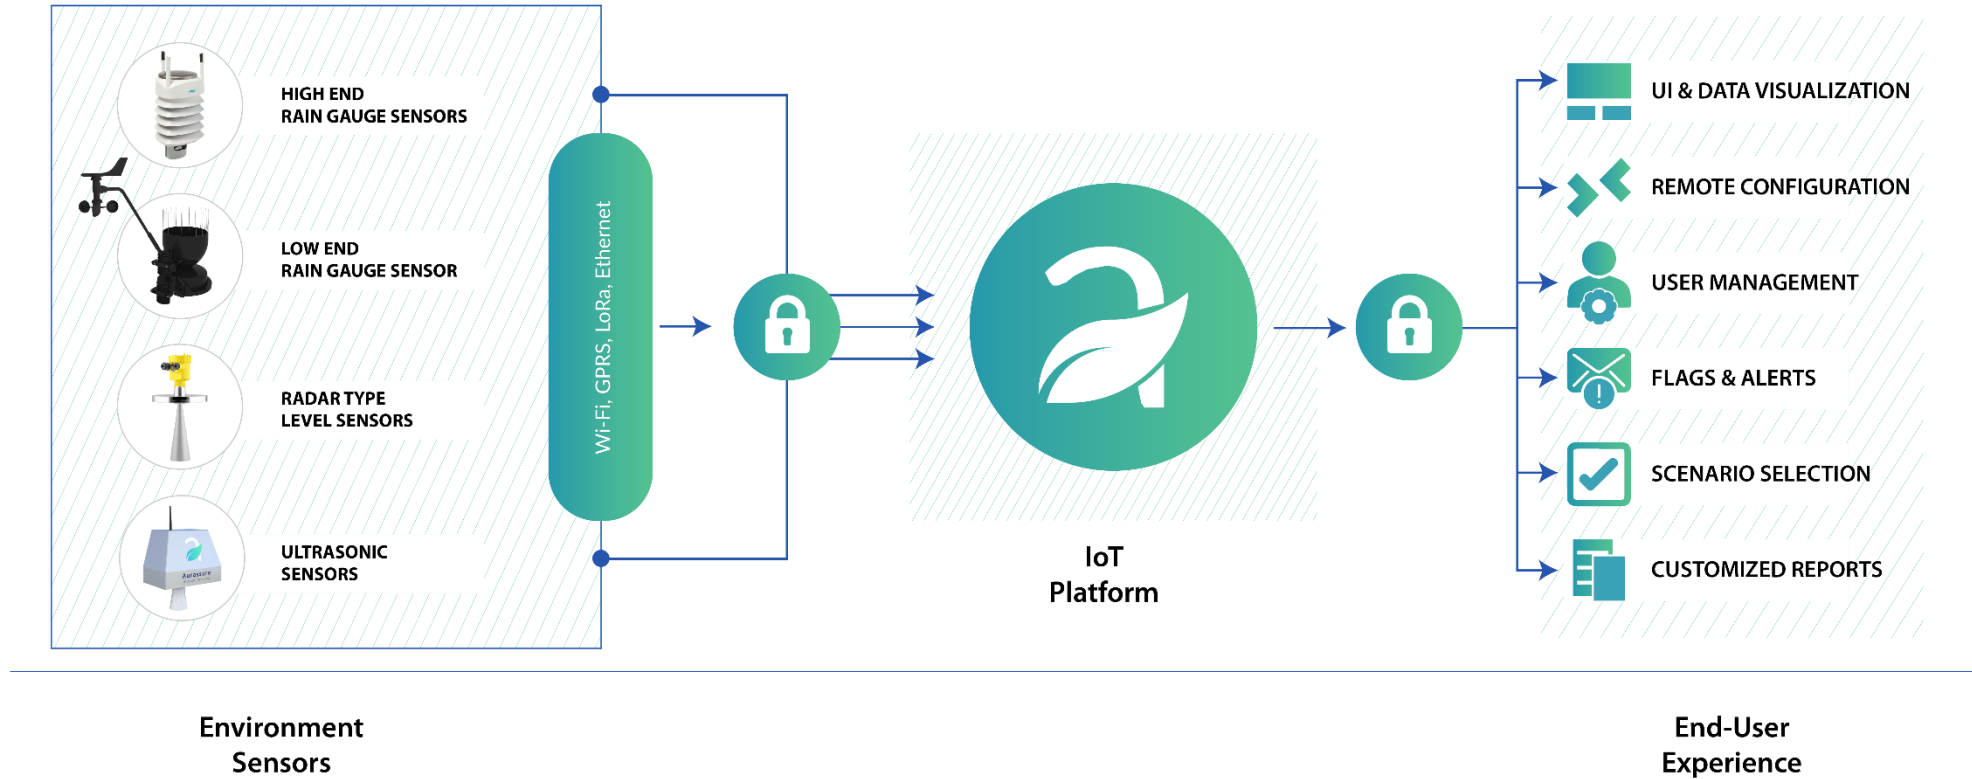 HIGH END
RAIN GAUGE SENSORS
LOW END
RAIN GAUGE SENSOR
RADAR TYPE
LEVEL SENSORS
ULTRASONIC
SENSORS
Aurassure
Wi-Fi, GPRS, LoRa, Ethernet
IoT
Platform
UI & DATA VISUALIZATION
REMOTE CONFIGURATION
USER MANAGEMENT
FLAGS & ALERTS
SCENARIO SELECTION
CUSTOMIZED REPORTS
Environment
Sensors
End-User
Experience